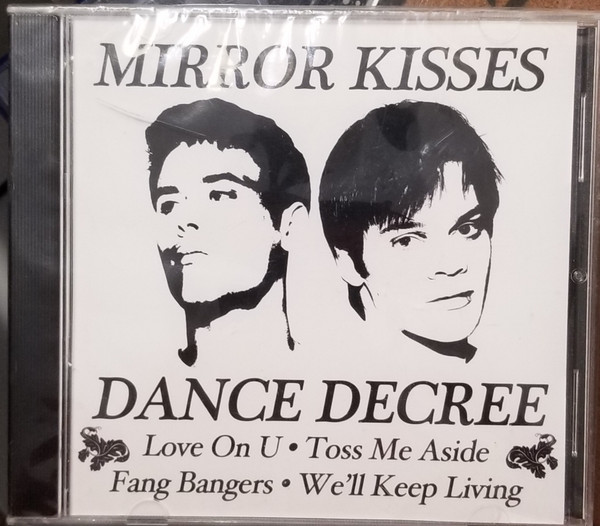 MIRROR KISSES
DANCE DECREE
Love On U • Toss Me Aside
Fang Bangers • We'll Keep Living